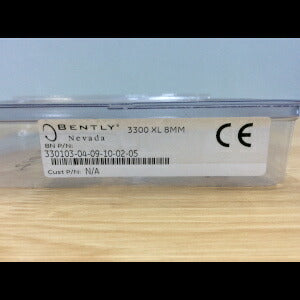 BENTLY
Nevada
3300 XL 8MM
CE
BN P/N:
330103-04-09-10-02-05
Cust P/N: N/A